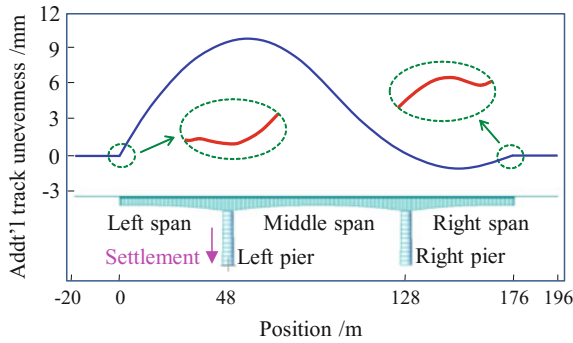 Addt'l track unevenness /mm
12
9
6
3
0
-3
Left span Middle span Right span
Settlement Left pier Right pier
-20 0 48 128 176 196
Position /m